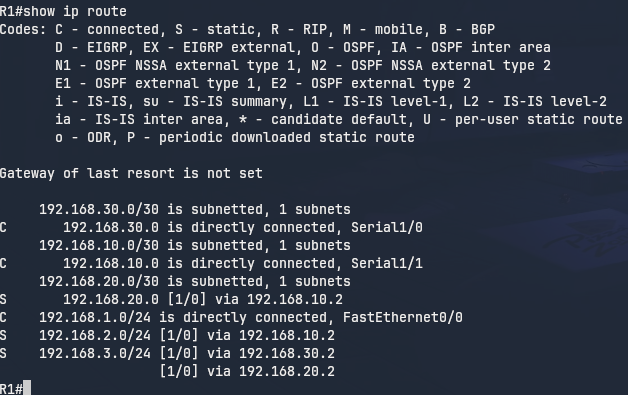 R1#show ip route
Codes: C - connected, S - static, R - RIP, M - mobile, B - BGP
       D - EIGRP, EX - EIGRP external, O - OSPF, IA - OSPF inter area
       N1 - OSPF NSSA external type 1, N2 - OSPF NSSA external type 2
       E1 - OSPF external type 1, E2 - OSPF external type 2
       i - IS-IS, su - IS-IS summary, L1 - IS-IS level-1, L2 - IS-IS level-2
       ia - IS-IS inter area, * - candidate default, U - per-user static route
       o - ODR, P - periodic downloaded static route

Gateway of last resort is not set

     192.168.30.0/30 is subnetted, 1 subnets
C       192.168.30.0 is directly connected, Serial1/0
     192.168.10.0/30 is subnetted, 1 subnets
C       192.168.10.0 is directly connected, Serial1/1
     192.168.20.0/30 is subnetted, 1 subnets
S       192.168.20.0 [1/0] via 192.168.10.2
C    192.168.1.0/24 is directly connected, FastEthernet0/0
S    192.168.2.0/24 [1/0] via 192.168.10.2
S    192.168.3.0/24 [1/0] via 192.168.30.2
                    [1/0] via 192.168.20.2
R1#